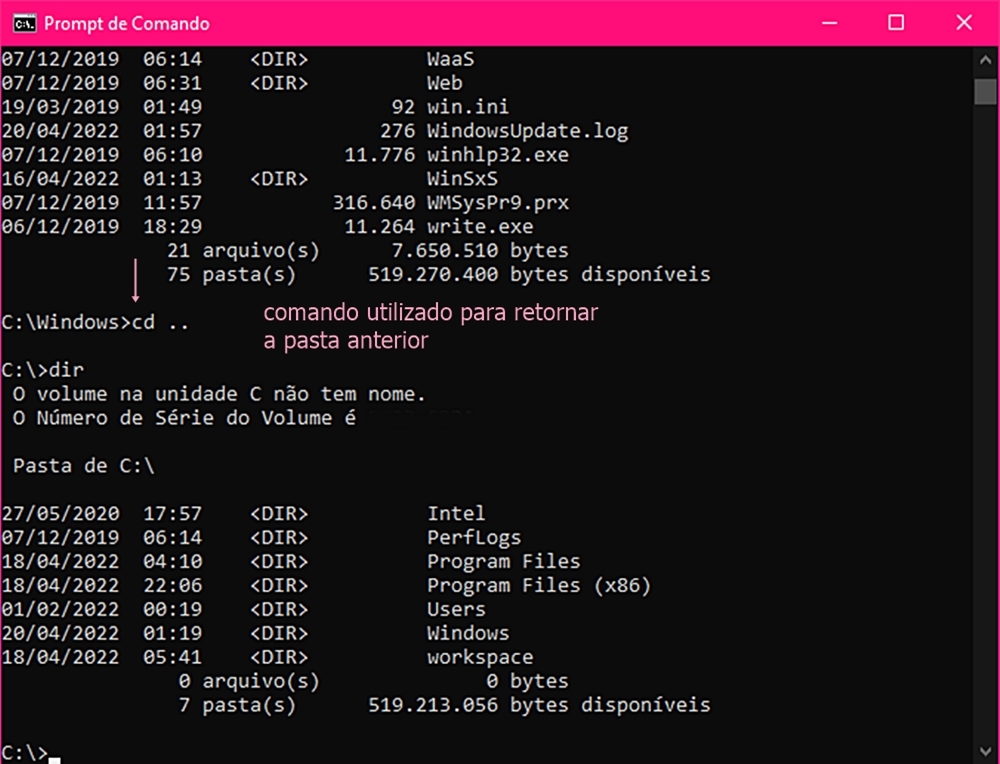 Prompt de Comando
07/12/2019  06:14    <DIR>          WaaS
07/12/2019  06:31    <DIR>          Web
19/03/2019  01:49                92 win.ini
20/04/2022  01:57               276 WindowsUpdate.log
07/12/2019  06:10            11.776 winhlp32.exe
16/04/2022  01:13    <DIR>          WinSxS
07/12/2019  11:57           316.640 WMSysPr9.prx
06/12/2019  18:29            11.264 write.exe
              21 arquivo(s)      7.650.510 bytes
              75 pasta(s)      519.270.400 bytes disponíveis
C:\Windows>cd ..
comando utilizado para retornar
a pasta anterior
C:\>dir
 O volume na unidade C não tem nome.
 O Número de Série do Volume é
 Pasta de C:\
27/05/2020  17:57    <DIR>          Intel
07/12/2019  06:14    <DIR>          PerfLogs
18/04/2022  04:10    <DIR>          Program Files
18/04/2022  22:06    <DIR>          Program Files (x86)
01/02/2022  00:19    <DIR>          Users
20/04/2022  01:19    <DIR>          Windows
18/04/2022  05:41    <DIR>          workspace
               0 arquivo(s)              0 bytes
               7 pasta(s)      519.213.056 bytes disponíveis
C:\>